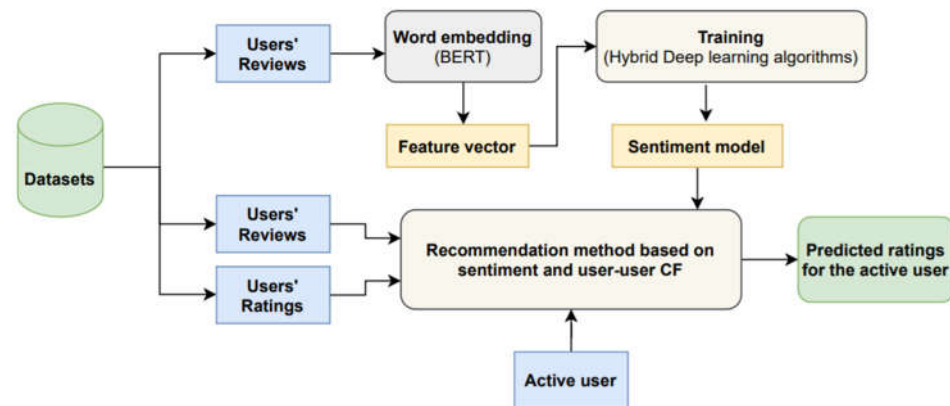 Users'
Reviews
Word embedding
(BERT)
Training
(Hybrid Deep learning algorithms)
Feature vector
Sentiment model
Datasets
Users'
Reviews
Users'
Ratings
Recommendation method based on
sentiment and user-user CF
Predicted ratings
for the active user
Active user